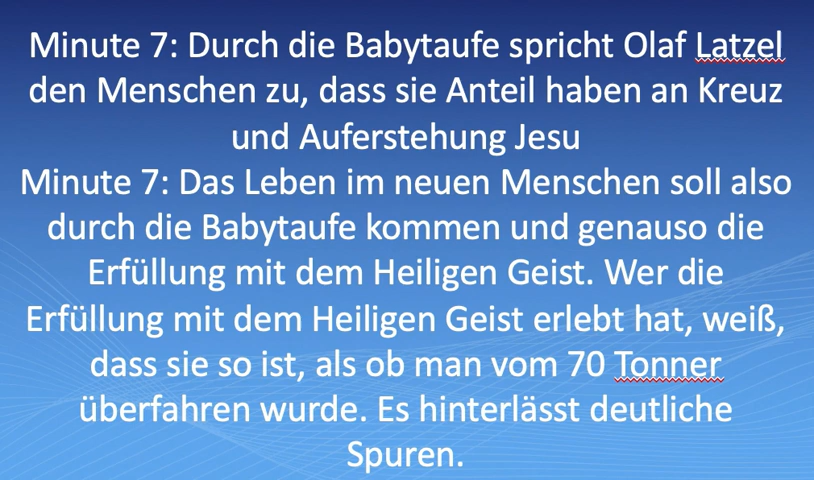 Minute 7: Durch die Babytaufe spricht Olaf Latzel
den Menschen zu, dass sie Anteil haben an Kreuz
und Auferstehung Jesu
Minute 7: Das Leben im neuen Menschen soll also
durch die Babytaufe kommen und genauso die
Erfüllung mit dem Heiligen Geist. Wer die
Erfüllung mit dem Heiligen Geist erlebt hat, weiß,
dass sie so ist, als ob man vom 70 Tonner
überfahren wurde. Es hinterlässt deutliche
Spuren.